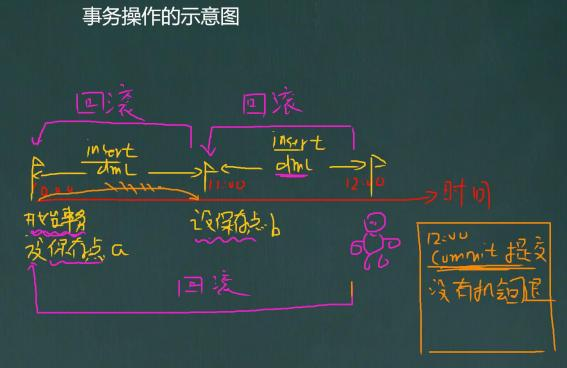 事务操作的示意图
回滚
回滚
insert
dml
insert
dml
10:00
11:00
12:00
时间
开始事务
设保存点 a
设保存点 b
回滚
12:00
Commit 提交
没有机会回退